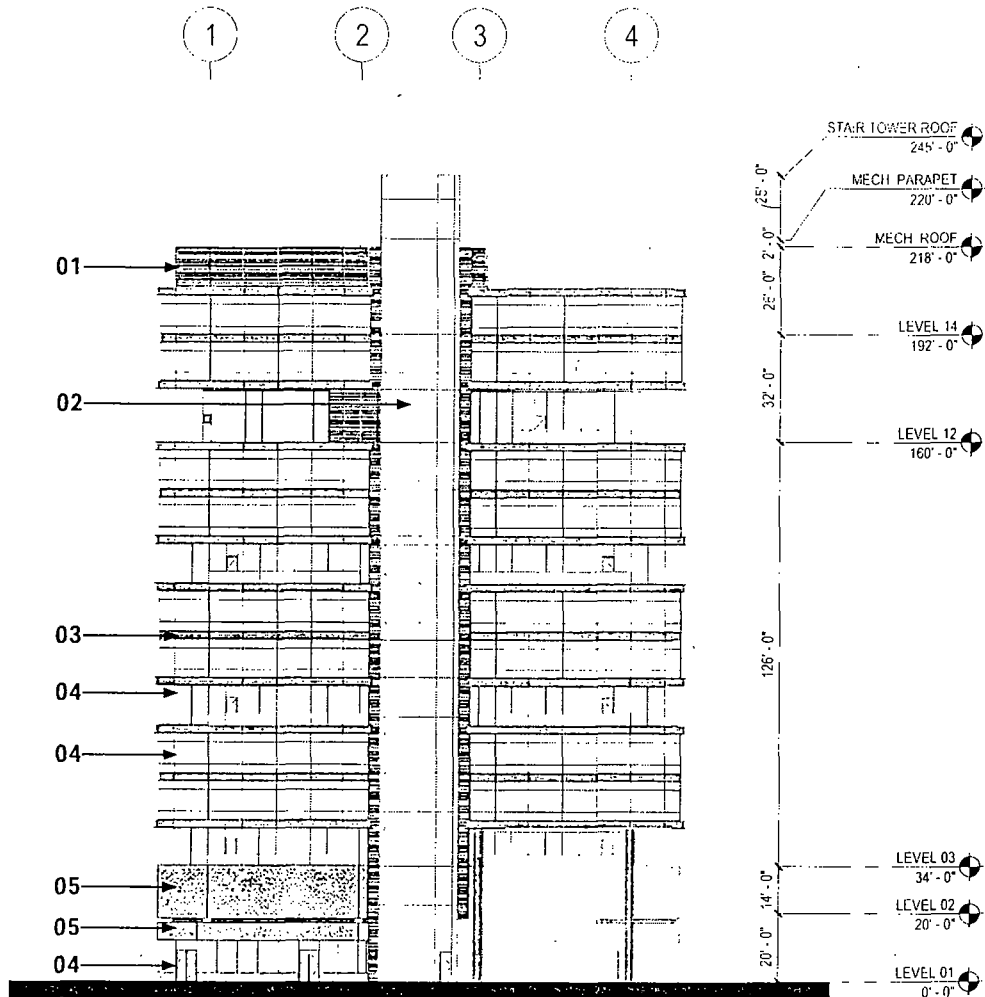 1 2 3 4
STAIR TOWER ROOF
245' - 0"
25' - 0"
MECH PARAPET
220' - 0"
2' - 0"
MECH ROOF
218' - 0"
01
26' - 0"
LEVEL 14
192' - 0"
02
32' - 0"
LEVEL 12
160' - 0"
03
126' - 0"
04
04
LEVEL 03
34' - 0"
05
14' - 0"
LEVEL 02
20' - 0"
05
20' - 0"
04
LEVEL 01
0' - 0"